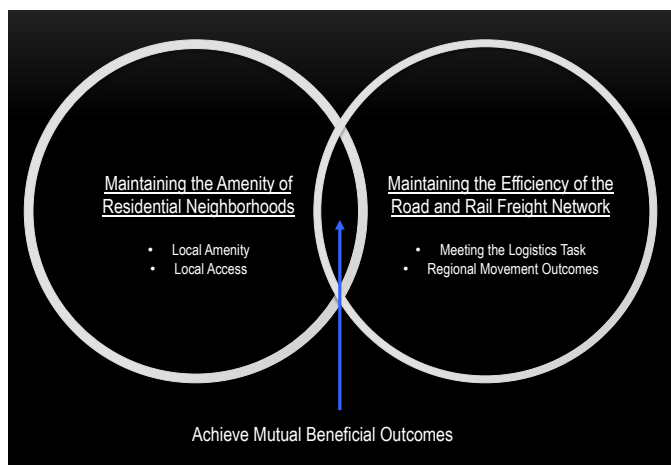 Maintaining the Amenity of
Residential Neighborhoods
• Local Amenity
• Local Access
Maintaining the Efficiency of the
Road and Rail Freight Network
• Meeting the Logistics Task
• Regional Movement Outcomes
Achieve Mutual Beneficial Outcomes